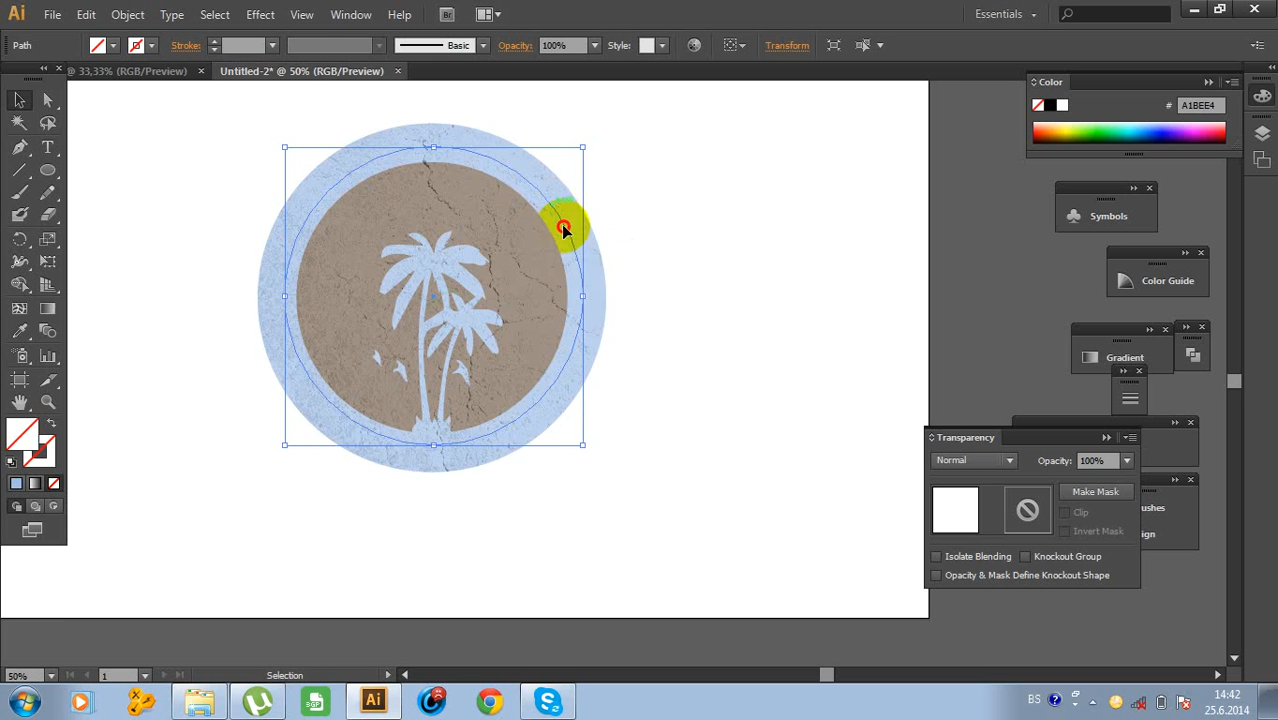 Ai File Edit Object Type Select Effect View Window Help Br Essentials
Path Stroke: Basic Opacity: 100% Style: Transform
@ 33,33% (RGB/Preview) × Untitled-2* @ 50% (RGB/Preview) ×
Color
# A1BEE4
Symbols
Color Guide
Gradient
Transparency
Normal Opacity: 100%
Make Mask
Clip
Invert Mask
Isolate Blending Knockout Group
Opacity & Mask Define Knockout Shape
50% 1 Selection
Ai BS 14:42
25.6.2014